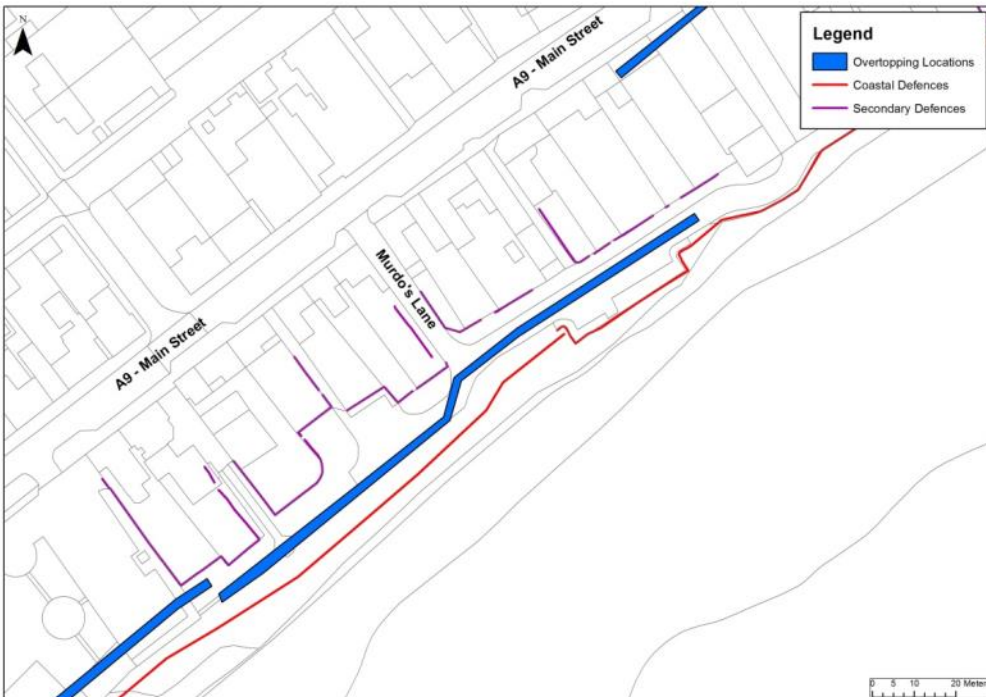 N
A9 - Main Street
Legend
Overtopping Locations
Coastal Defences
Secondary Defences
Murdo's Lane
A9 - Main Street
0 5 10 20 Meter